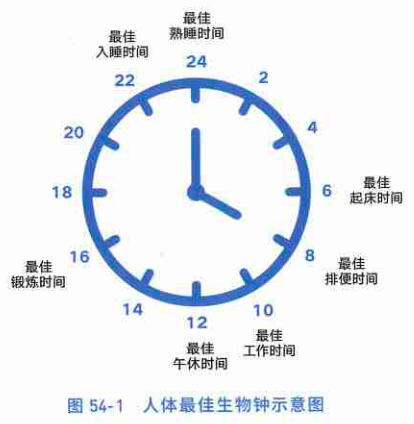 最佳
熟睡时间
最佳
入睡时间
24
22
2
20
4
18
6
最佳
起床时间
16
8
最佳
锻炼时间
最佳
排便时间
14
10
12
最佳
工作时间
最佳
午休时间
图 54-1 人体最佳生物钟示意图